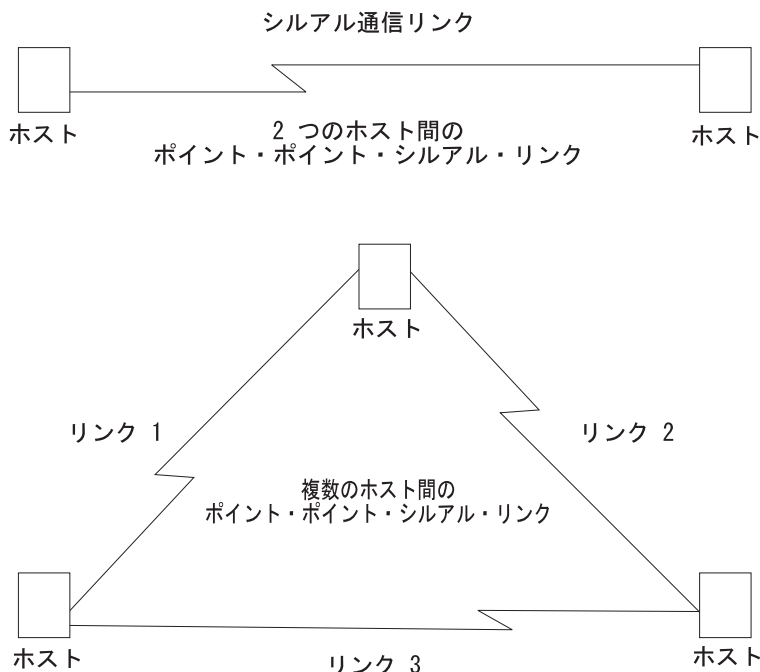 シルアル通信リンク
ホスト
ホスト
2 つのホスト間の
ポイント・ポイント・シルアル・リンク
ホスト
リンク 1
リンク 2
複数のホスト間の
ポイント・ポイント・シルアル・リンク
ホスト
ホスト
リンク 3